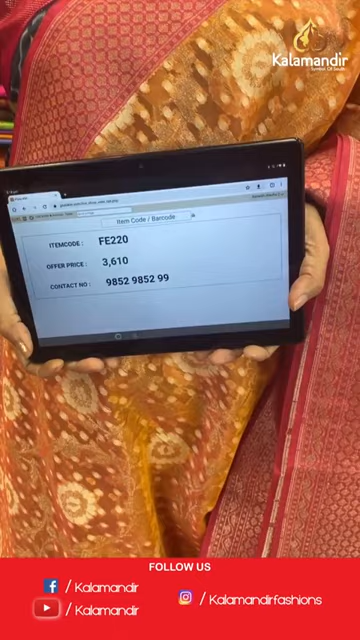 Kalamandir
Symbol Of South
Item Code / Barcode
ITEMCODE : FE220
OFFER PRICE : 3,610
CONTACT NO : 9852 9852 99
FOLLOW US
/ Kalamandir
/ Kalamandir
/ Kalamandirfashions